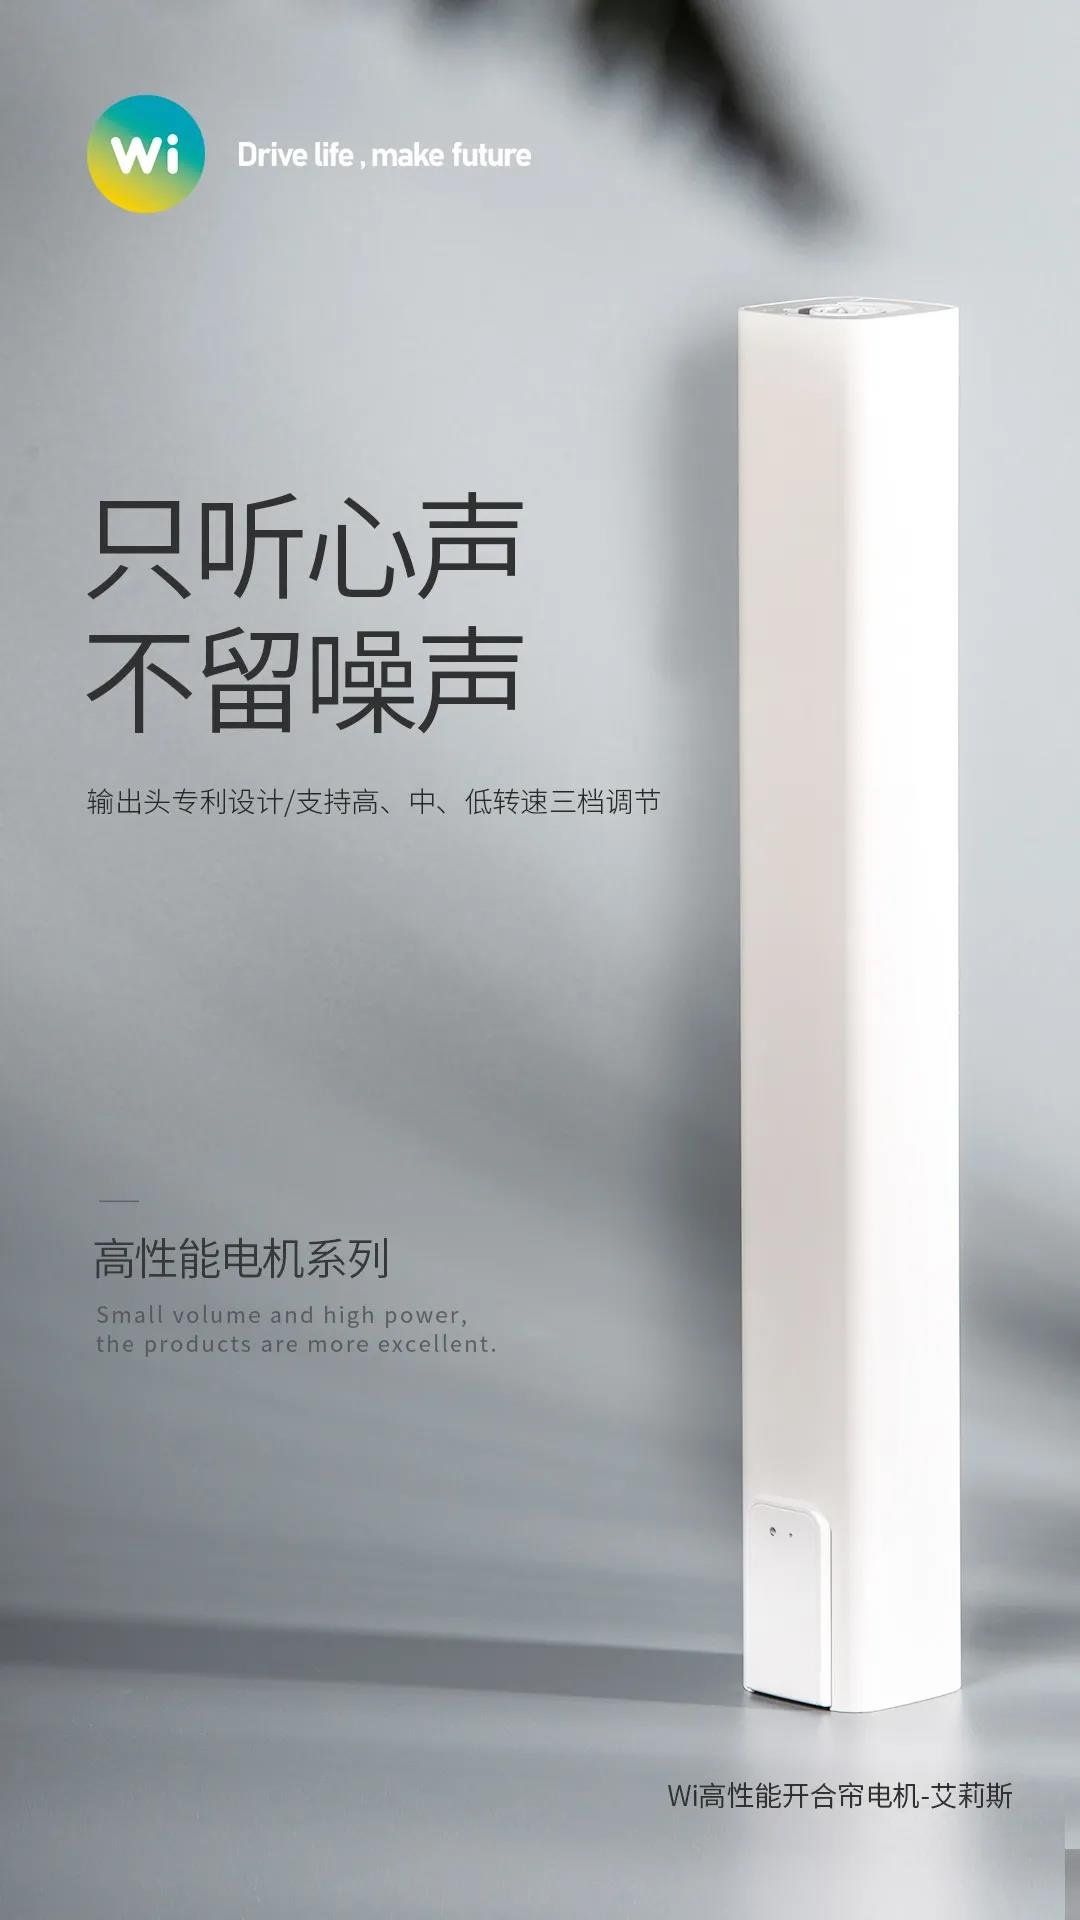 Wi
Drive life , make future
只听心声
不留噪声
输出头专利设计/支持高、中、低转速三档调节
高性能电机系列
Small volume and high power,
the products are more excellent.
Wi高性能开合帘电机-艾莉斯